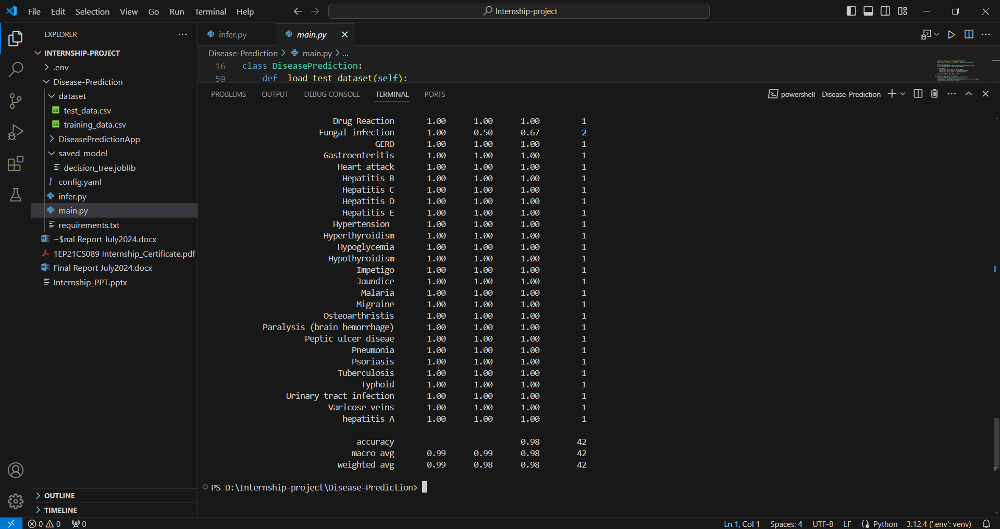 File Edit Selection View Go Run Terminal Help
Internship-project
EXPLORER
INTERNSHIP-PROJECT
.env
Disease-Prediction
dataset
test_data.csv
training_data.csv
DiseasePredictionApp
saved_model
decision_tree.joblib
config.yaml
infer.py
main.py
requirements.txt
~$nal Report July2024.docx
1EP21CS089 Internship_Certificate.pdf
Final Report July2024.docx
Internship_PPT.pptx
OUTLINE
TIMELINE
infer.py main.py
Disease-Prediction > main.py > ...
16 class DiseasePrediction:
59 def load_test_dataset(self):
PROBLEMS OUTPUT DEBUG CONSOLE TERMINAL PORTS
powershell - Disease-Prediction
Drug Reaction 1.00 1.00 1.00 1
Fungal infection 1.00 0.50 0.67 2
GERD 1.00 1.00 1.00 1
Gastroenteritis 1.00 1.00 1.00 1
Heart attack 1.00 1.00 1.00 1
Hepatitis B 1.00 1.00 1.00 1
Hepatitis C 1.00 1.00 1.00 1
Hepatitis D 1.00 1.00 1.00 1
Hepatitis E 1.00 1.00 1.00 1
Hypertension 1.00 1.00 1.00 1
Hyperthyroidism 1.00 1.00 1.00 1
Hypoglycemia 1.00 1.00 1.00 1
Hypothyroidism 1.00 1.00 1.00 1
Impetigo 1.00 1.00 1.00 1
Jaundice 1.00 1.00 1.00 1
Malaria 1.00 1.00 1.00 1
Migraine 1.00 1.00 1.00 1
Osteoarthristis 1.00 1.00 1.00 1
Paralysis (brain hemorrhage) 1.00 1.00 1.00 1
Peptic ulcer diseae 1.00 1.00 1.00 1
Pneumonia 1.00 1.00 1.00 1
Psoriasis 1.00 1.00 1.00 1
Tuberculosis 1.00 1.00 1.00 1
Typhoid 1.00 1.00 1.00 1
Urinary tract infection 1.00 1.00 1.00 1
Varicose veins 1.00 1.00 1.00 1
hepatitis A 1.00 1.00 1.00 1
accuracy 0.98 42
macro avg 0.99 0.99 0.98 42
weighted avg 0.99 0.98 0.98 42
PS D:\Internship-project\Disease-Prediction>
0 0 0 Ln 1, Col 1 Spaces: 4 UTF-8 LF Python 3.12.4 ('.env': venv)